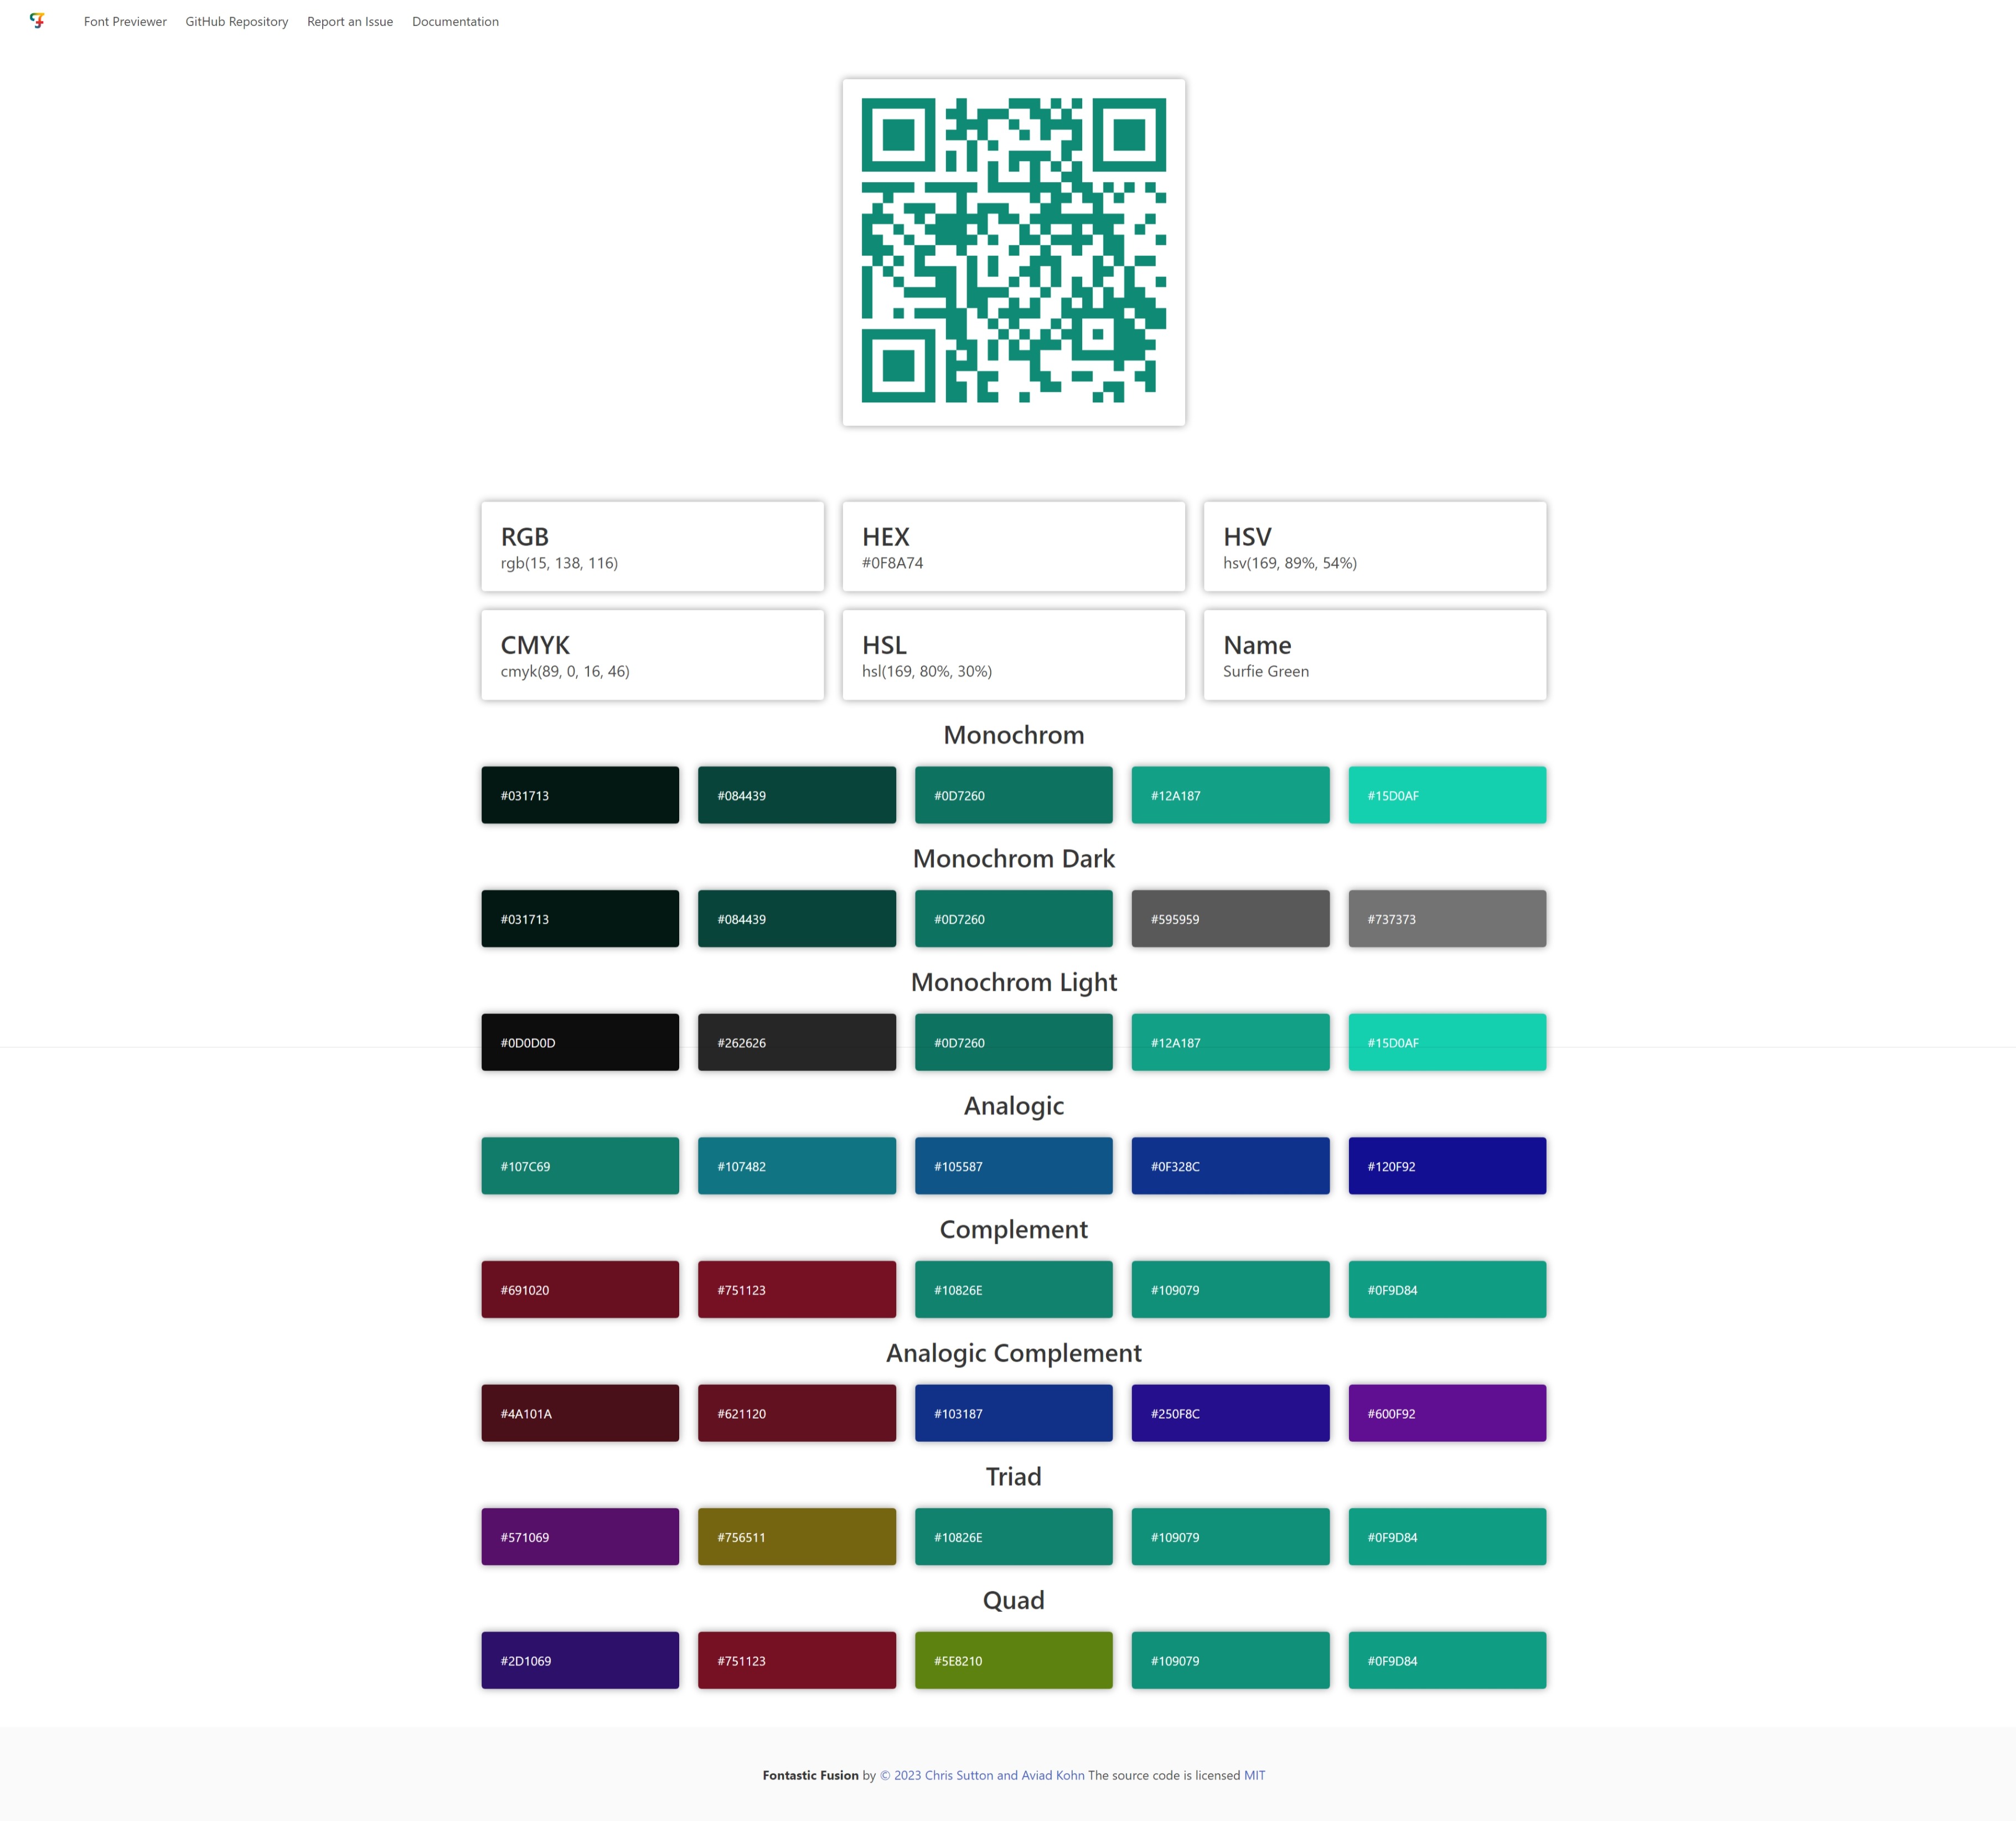 Font Previewer GitHub Repository Report an Issue Documentation
RGB
rgb(15, 138, 116)
HEX
#0F8A74
HSV
hsv(169, 89%, 54%)
CMYK
cmyk(89, 0, 16, 46)
HSL
hsl(169, 80%, 30%)
Name
Surfie Green
Monochrom
#031713 #084439 #0D7260 #12A187 #15D0AF
Monochrom Dark
#031713 #084439 #0D7260 #595959 #737373
Monochrom Light
#0D0D0D #262626 #0D7260 #12A187 #15D0AF
Analogic
#107C69 #107482 #105587 #0F328C #120F92
Complement
#691020 #751123 #10826E #109079 #0F9D84
Analogic Complement
#4A101A #621120 #103187 #250F8C #600F92
Triad
#571069 #756511 #10826E #109079 #0F9D84
Quad
#2D1069 #751123 #5E8210 #109079 #0F9D84
Fontastic Fusion by © 2023 Chris Sutton and Aviad Kohn The source code is licensed MIT